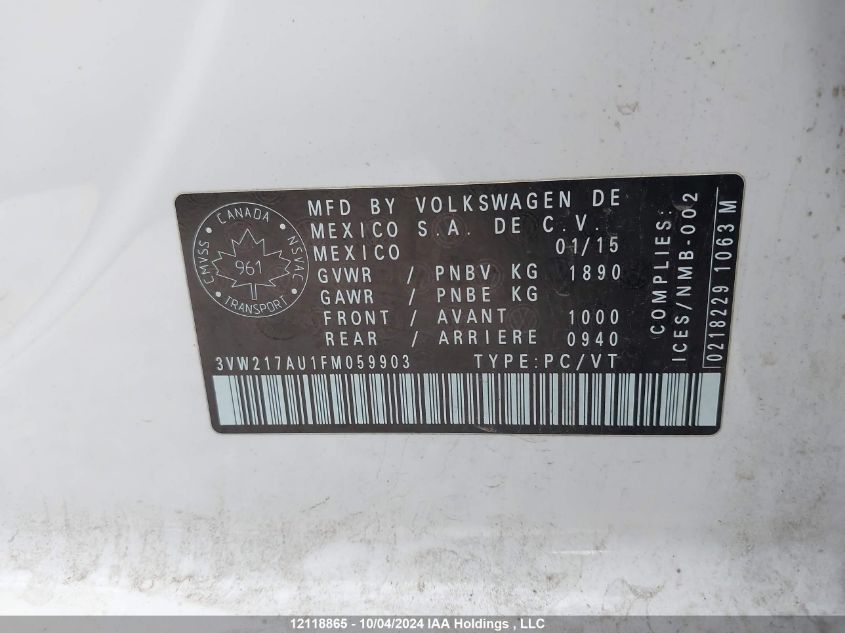 MFD BY VOLKSWAGEN DE
MEXICO S.A. DE C.V.
MEXICO 01/15
GVWR / PNBV KG 1890
GAWR / PNBE KG
FRONT / AVANT 1000
REAR / ARRIERE 0940
3VW217AU1FM059903 TYPE:PC/VT
CANADA
CMVSS
NSVAC
961
TRANSPORT
COMPLIES:
ICES/NMB-002
0218229 1063 M
12118865 - 10/04/2024 IAA Holdings , LLC